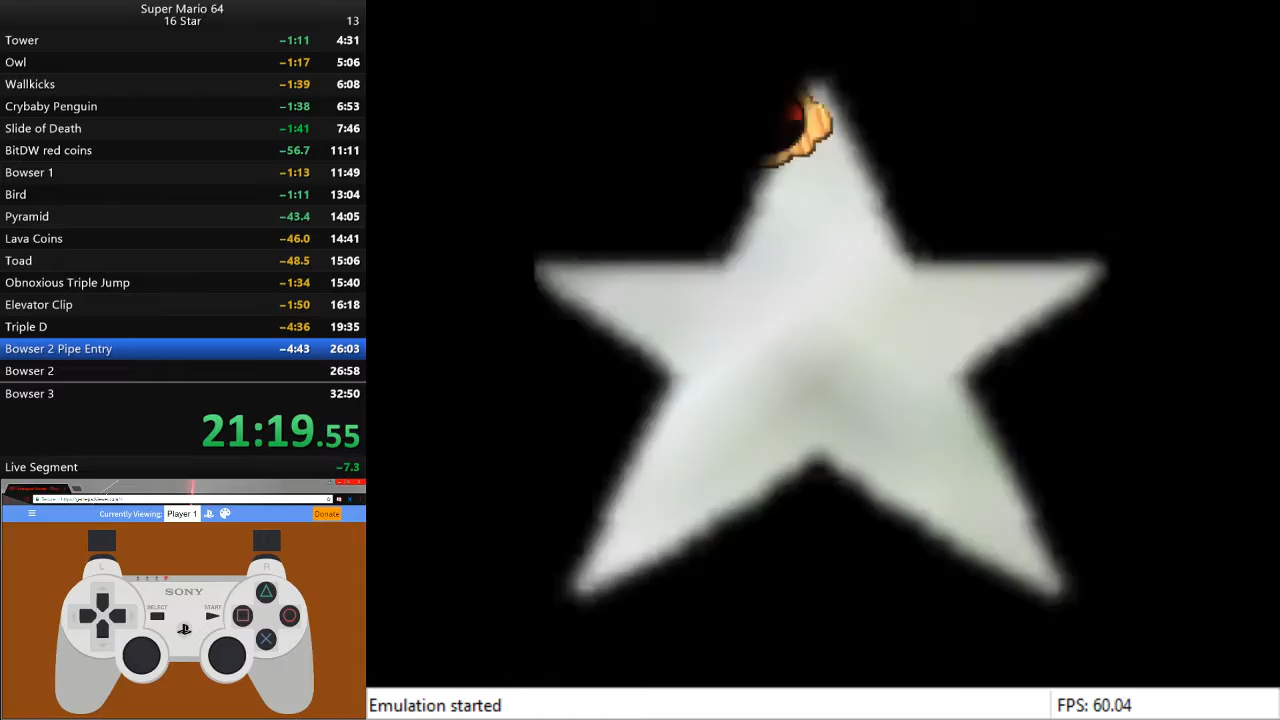 Super Mario 64
16 Star 13
Tower −1:11 4:31
Owl −1:17 5:06
Wallkicks −1:39 6:08
Crybaby Penguin −1:38 6:53
Slide of Death −1:41 7:46
BitDW red coins −56.7 11:11
Bowser 1 −1:13 11:49
Bird −1:11 13:04
Pyramid −43.4 14:05
Lava Coins −46.0 14:41
Toad −48.5 15:06
Obnoxious Triple Jump −1:34 15:40
Elevator Clip −1:50 16:18
Triple D −4:36 19:35
Bowser 2 Pipe Entry −4:43 26:03
Bowser 2 26:58
Bowser 3 32:50
21:19.55
Live Segment −7.3
Currently Viewing: Player 1 Donate
L R
SONY
SELECT START
Emulation started FPS: 60.04